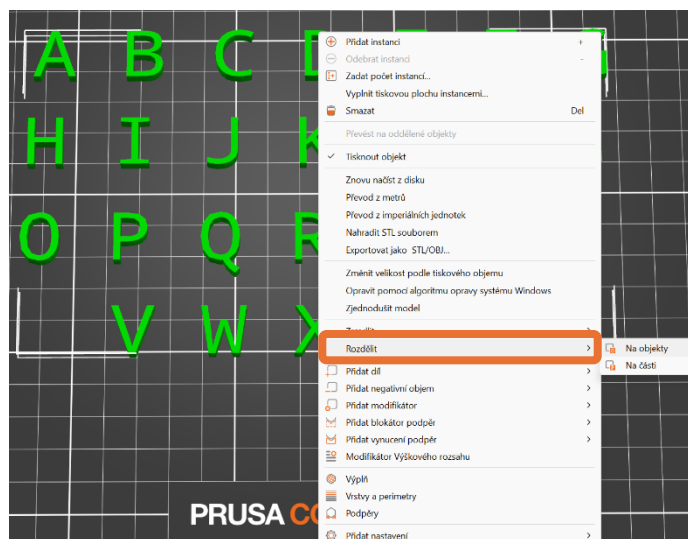 A B C
Přidat instanci +
Odebrat instanci -
Zadat počet instancí...
Vyplnit tiskovou plochu instancemi...
Smazat Del
Převést na oddělené objekty
Tisknout objekt
Znovu načíst z disku
Převod z metrů
Převod z imperiálních jednotek
Nahradit STL souborem
Exportovat jako STL/OBJ...
Změnit velikost podle tiskového objemu
Opravit pomocí algoritmu opravy systému Windows
Zjednodušit model
Rozdělit
Na objekty
Na části
Přidat díl
Přidat negativní objem
Přidat modifikátor
Přidat blokátor podpěr
Přidat vynucení podpěr
Modifikátor Výškového rozsahu
Výplň
Vrstvy a perimetry
Podpěry
Přidat nastavení
H I J K
O P Q R
V W X
PRUSA CO